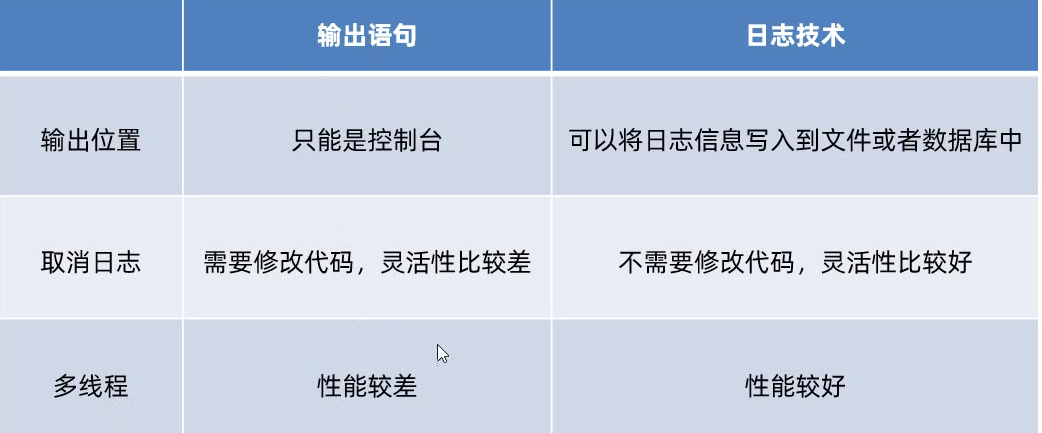 输出语句 日志技术
输出位置 只能是控制台 可以将日志信息写入到文件或者数据库中
取消日志 需要修改代码，灵活性比较差 不需要修改代码，灵活性比较好
多线程 性能较差 性能较好